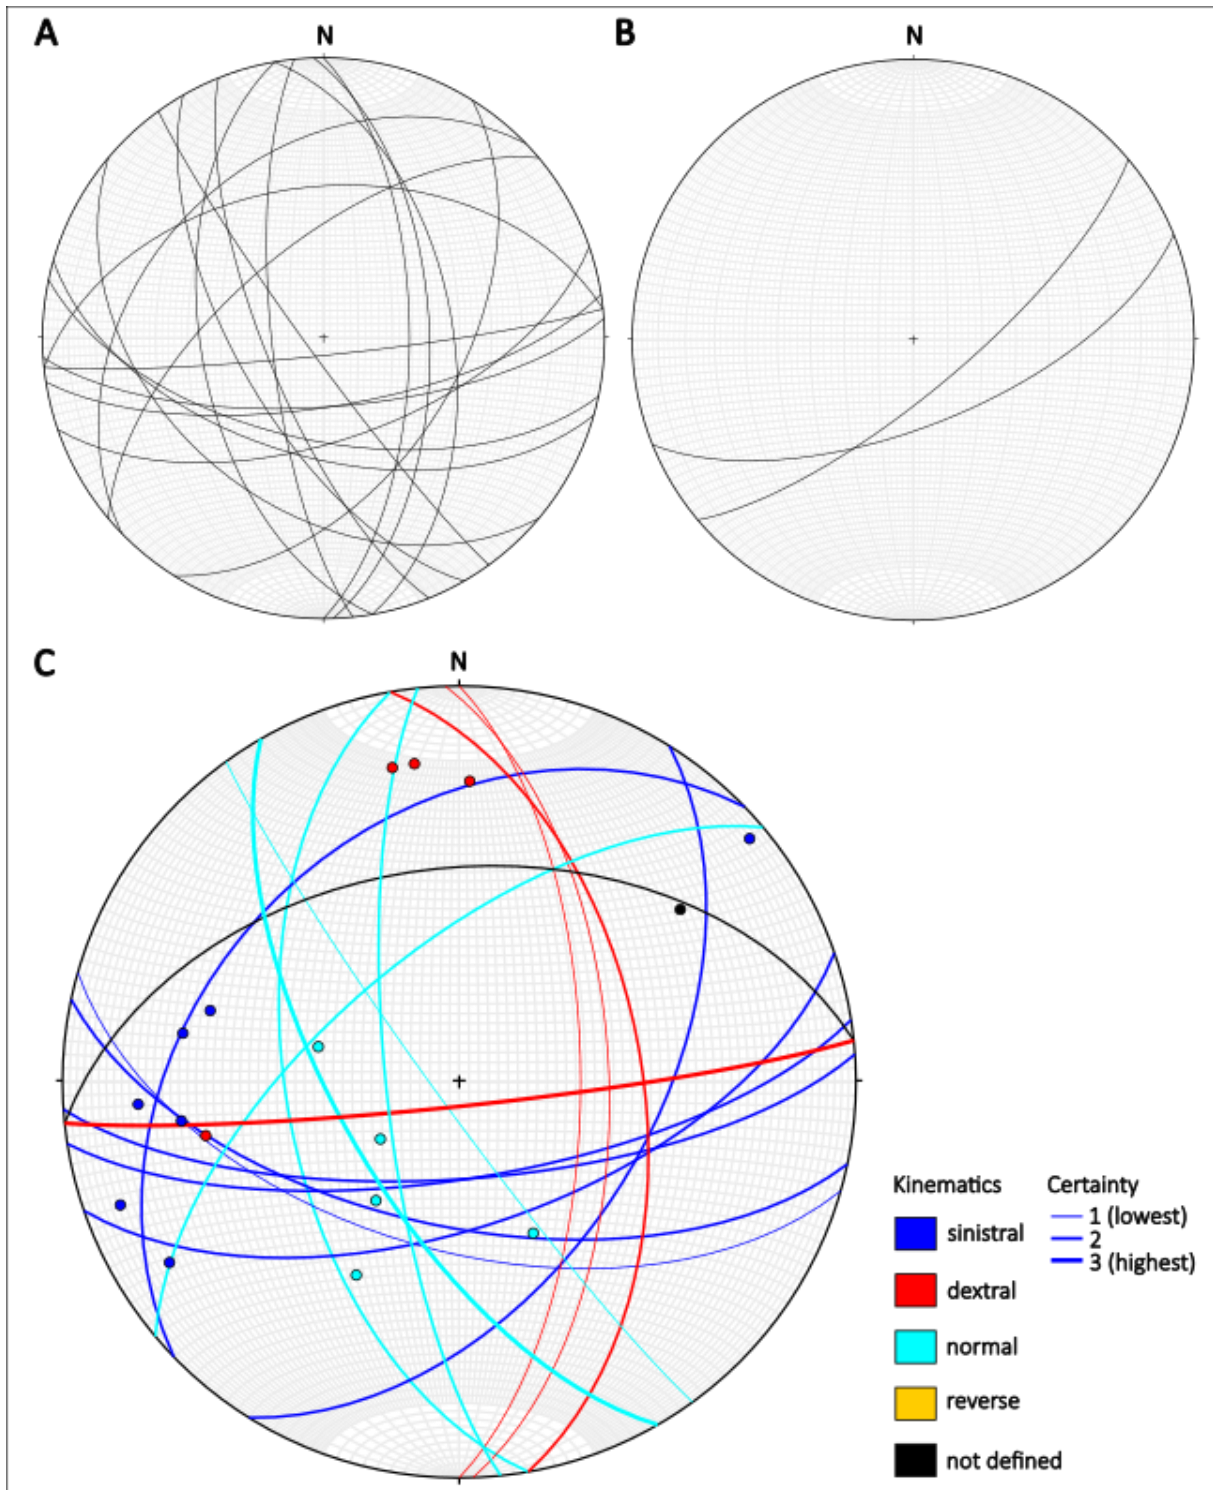 A
N
B
N
C
N
Kinematics
Certainty
1 (lowest)
2
3 (highest)
sinistral
dextral
normal
reverse
not defined